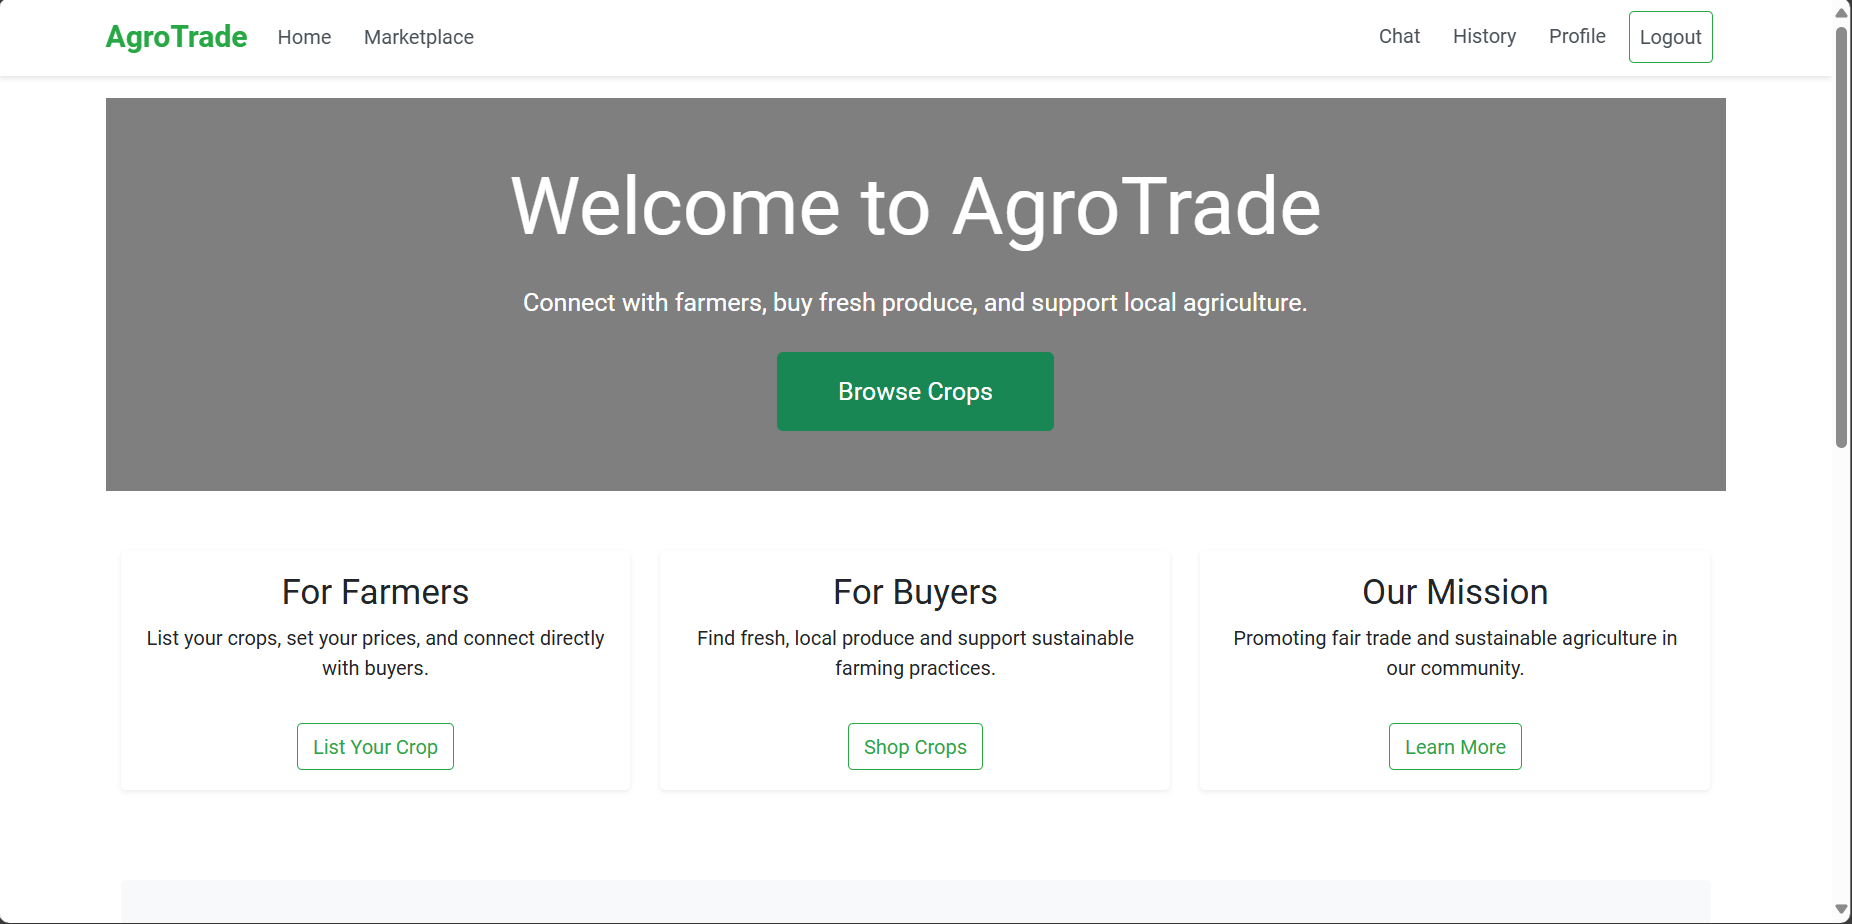 AgroTrade Home Marketplace Chat History Profile Logout
Welcome to AgroTrade
Connect with farmers, buy fresh produce, and support local agriculture.
Browse Crops
For Farmers
List your crops, set your prices, and connect directly
with buyers.
List Your Crop
For Buyers
Find fresh, local produce and support sustainable
farming practices.
Shop Crops
Our Mission
Promoting fair trade and sustainable agriculture in
our community.
Learn More